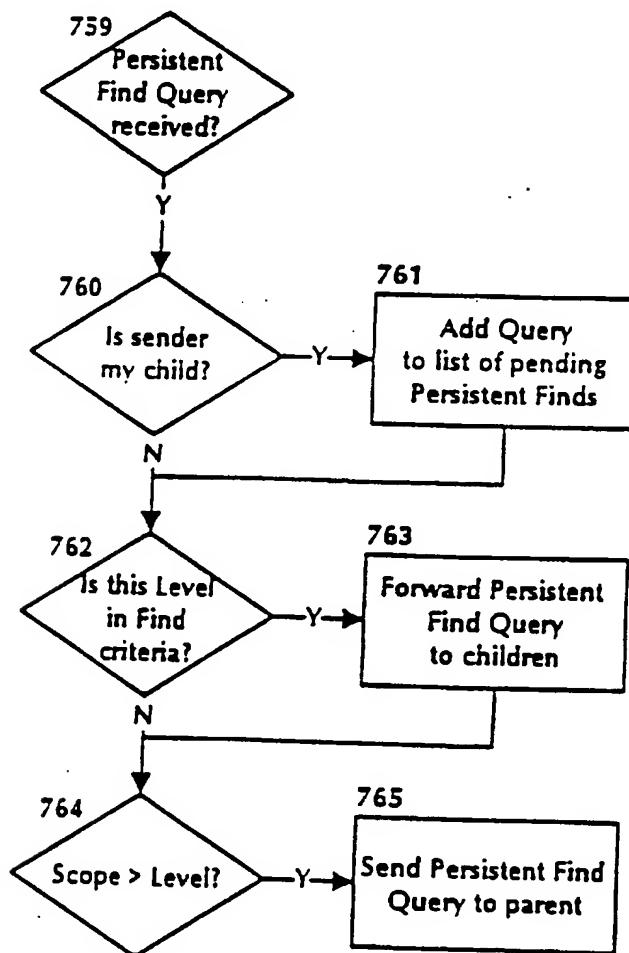 759
Persistent
Find Query
received?
Y
760
Is sender
my child?
Y
761
Add Query
to list of pending
Persistent Finds
N
762
Is this Level
in Find
criteria?
Y
763
Forward Persistent
Find Query
to children
N
764
Scope > Level?
Y
765
Send Persistent Find
Query to parent